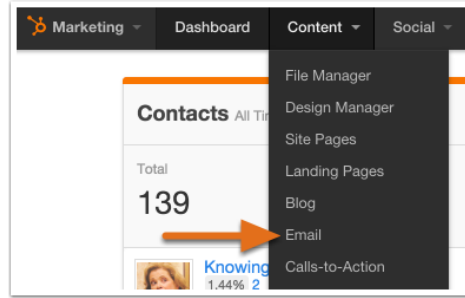 Marketing Dashboard Content Social
File Manager
Contacts All Ti
Design Manager
Site Pages
Total
Landing Pages
139
Blog
Email
Knowing
Calls-to-Action
1.44% 2